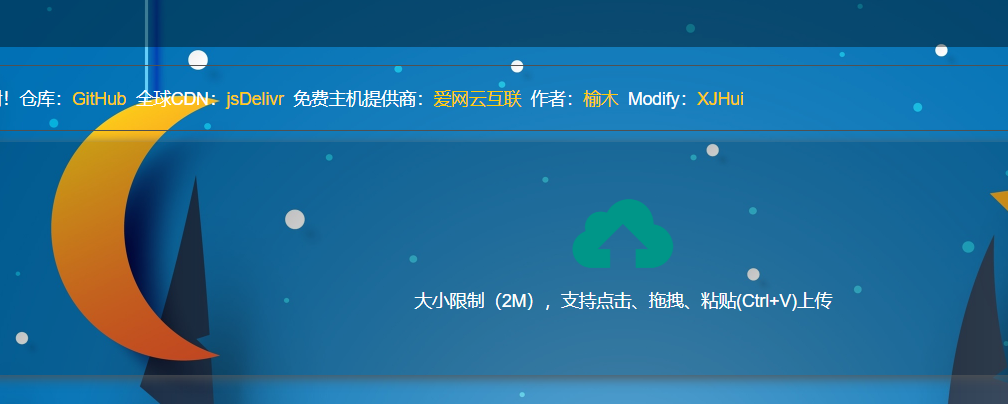 ！仓库：GitHub 全球CDN：jsDelivr 免费主机提供商：爱网云互联 作者：榆木 Modify：XJHui
大小限制（2M），支持点击、拖拽、粘贴(Ctrl+V)上传